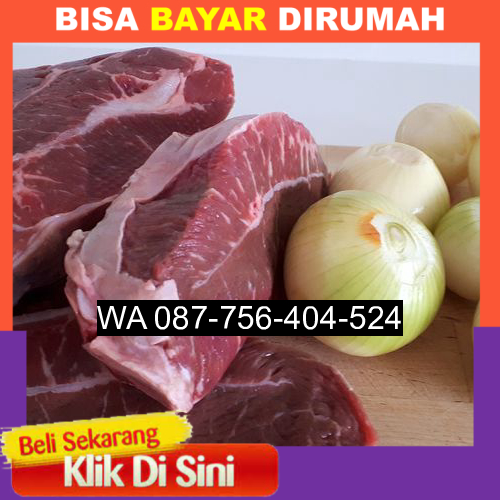 BISA BAYAR DIRUMAH
WA 087-756-404-524
Beli Sekarang
Klik Di Sini